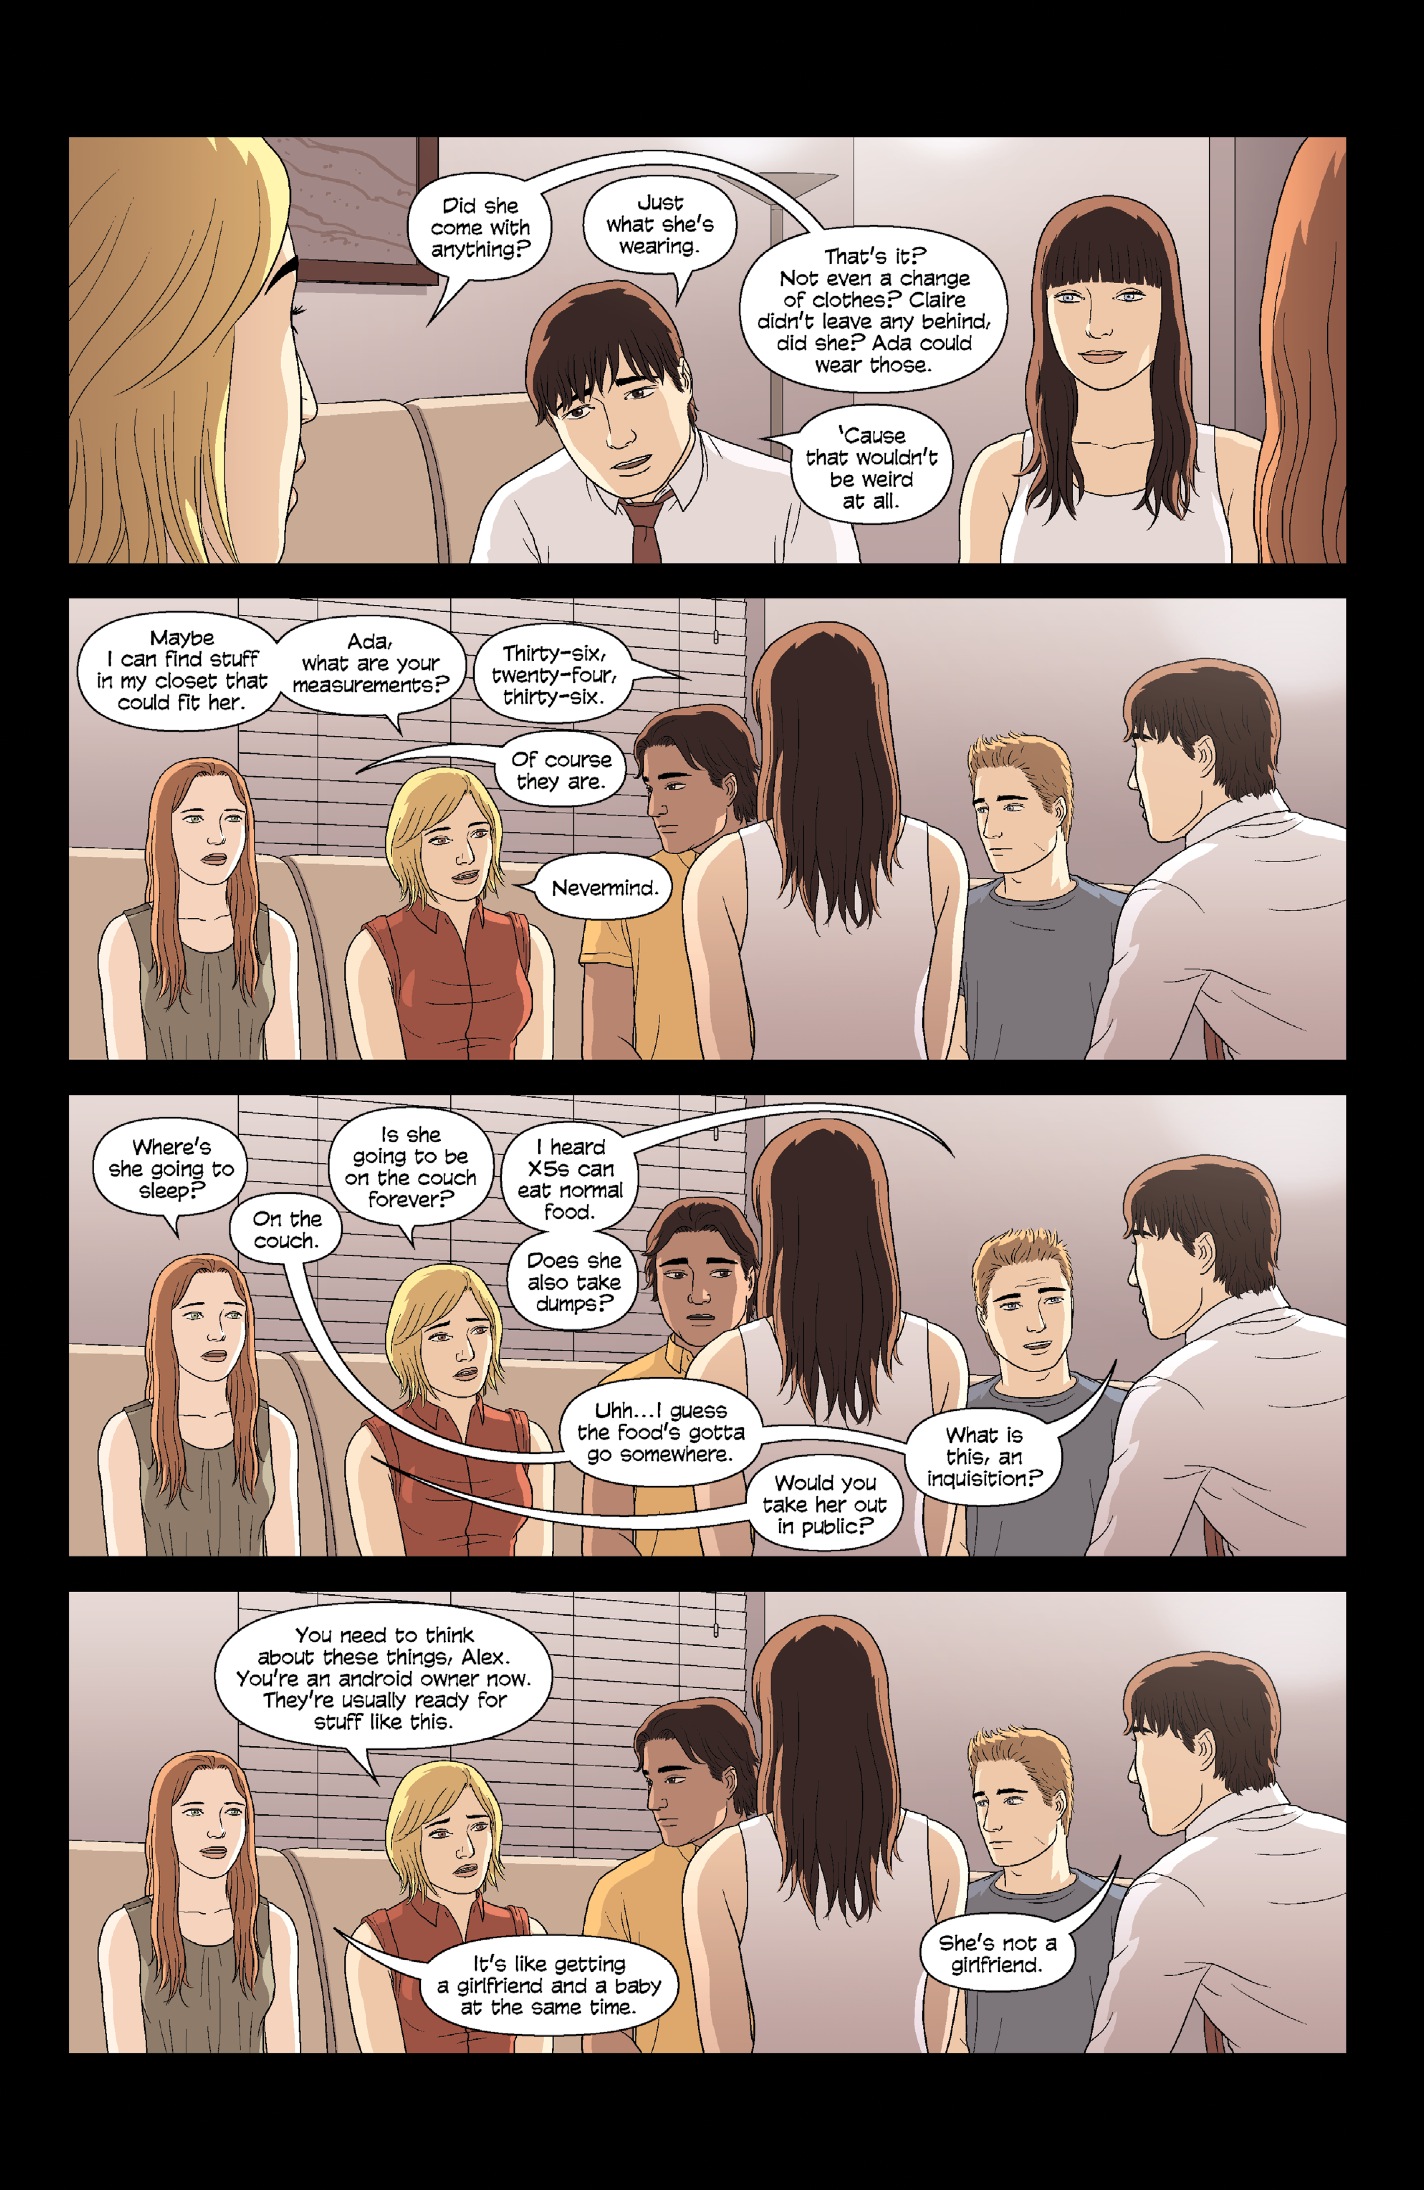 Did she
come with
anything?
Just
what she's
wearing.
That's it?
Not even a change
of clothes? Claire
didn't leave any behind,
did she? Ada could
wear those.
'Cause
that wouldn't
be weird
at all.
Maybe
I can find stuff
in my closet that
could fit her.
Ada,
what are your
measurements?
Thirty-six,
twenty-four,
thirty-six.
Of course
they are.
Nevermind.
Where's
she going to
sleep?
On the
couch.
Is she
going to be
on the couch
forever?
I heard
X5s can
eat normal
food.
Does she
also take
dumps?
Uhh...I guess
the food's gotta
go somewhere.
What is
this, an
inquisition?
Would you
take her out
in public?
You need to think
about these things, Alex.
You're an android owner now.
They're usually ready for
stuff like this.
It's like getting
a girlfriend and a baby
at the same time.
She's not a
girlfriend.